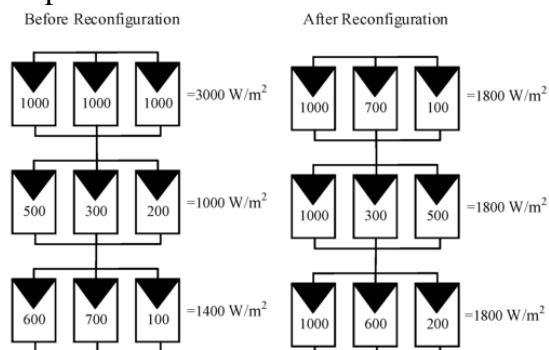 Before Reconfiguration
1000 1000 1000 =3000 W/m²
500 300 200 =1000 W/m²
600 700 100 =1400 W/m²
After Reconfiguration
1000 700 100 =1800 W/m²
1000 300 500 =1800 W/m²
1000 600 200 =1800 W/m²